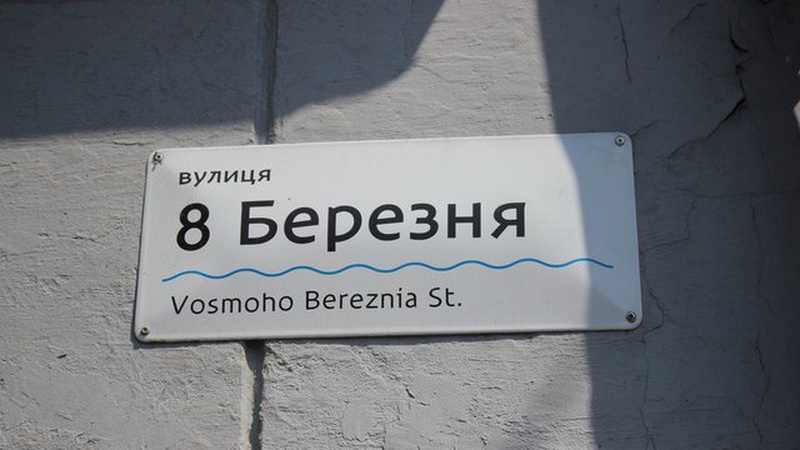 вулиця
8 Березня
Vosmoho Bereznia St.